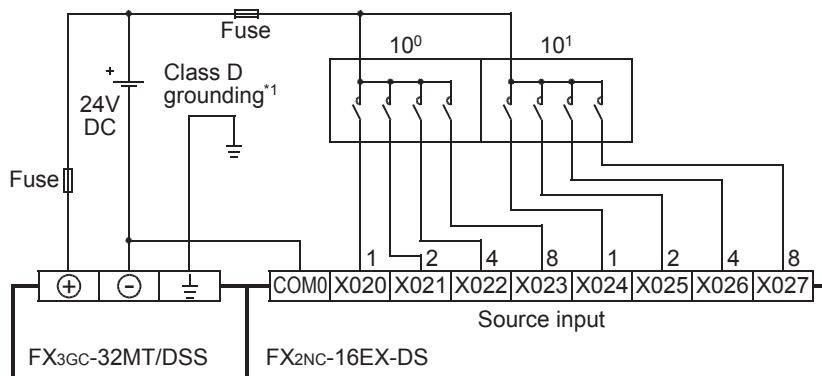 Fuse
10⁰ 10¹
Class D
grounding*1
+
24V
DC
Fuse
1 2 4 8 1 2 4 8
+ - COM0 X020 X021 X022 X023 X024 X025 X026 X027
Source input
FX3GC-32MT/DSS FX2NC-16EX-DS